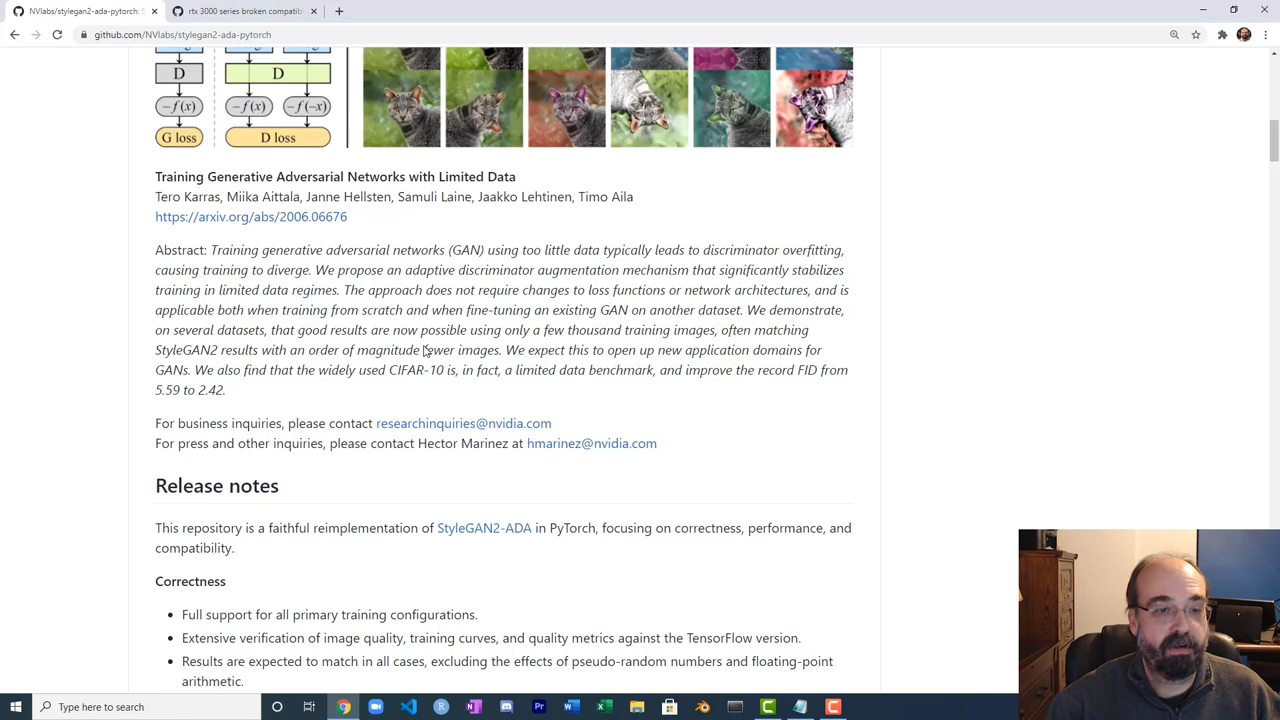 NVlabs/stylegan2-ada-pytorch: S
rtx 3000 series broken compatib
github.com/NVlabs/stylegan2-ada-pytorch
D
D
−f(x)
−f(x)
−f(−x)
G loss
D loss
Training Generative Adversarial Networks with Limited Data
Tero Karras, Miika Aittala, Janne Hellsten, Samuli Laine, Jaakko Lehtinen, Timo Aila
https://arxiv.org/abs/2006.06676
Abstract: Training generative adversarial networks (GAN) using too little data typically leads to discriminator overfitting,
causing training to diverge. We propose an adaptive discriminator augmentation mechanism that significantly stabilizes
training in limited data regimes. The approach does not require changes to loss functions or network architectures, and is
applicable both when training from scratch and when fine-tuning an existing GAN on another dataset. We demonstrate,
on several datasets, that good results are now possible using only a few thousand training images, often matching
StyleGAN2 results with an order of magnitude fewer images. We expect this to open up new application domains for
GANs. We also find that the widely used CIFAR-10 is, in fact, a limited data benchmark, and improve the record FID from
5.59 to 2.42.
For business inquiries, please contact researchinquiries@nvidia.com
For press and other inquiries, please contact Hector Marinez at hmarinez@nvidia.com
Release notes
This repository is a faithful reimplementation of StyleGAN2-ADA in PyTorch, focusing on correctness, performance, and
compatibility.
Correctness
Full support for all primary training configurations.
Extensive verification of image quality, training curves, and quality metrics against the TensorFlow version.
Results are expected to match in all cases, excluding the effects of pseudo-random numbers and floating-point
arithmetic.
Type here to search